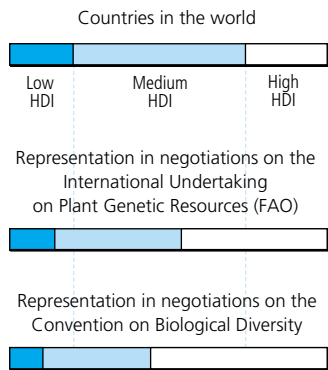 Countries in the world
Low
HDI
Medium
HDI
High
HDI
Representation in negotiations on the
International Undertaking
on Plant Genetic Resources (FAO)
Representation in negotiations on the
Convention on Biological Diversity